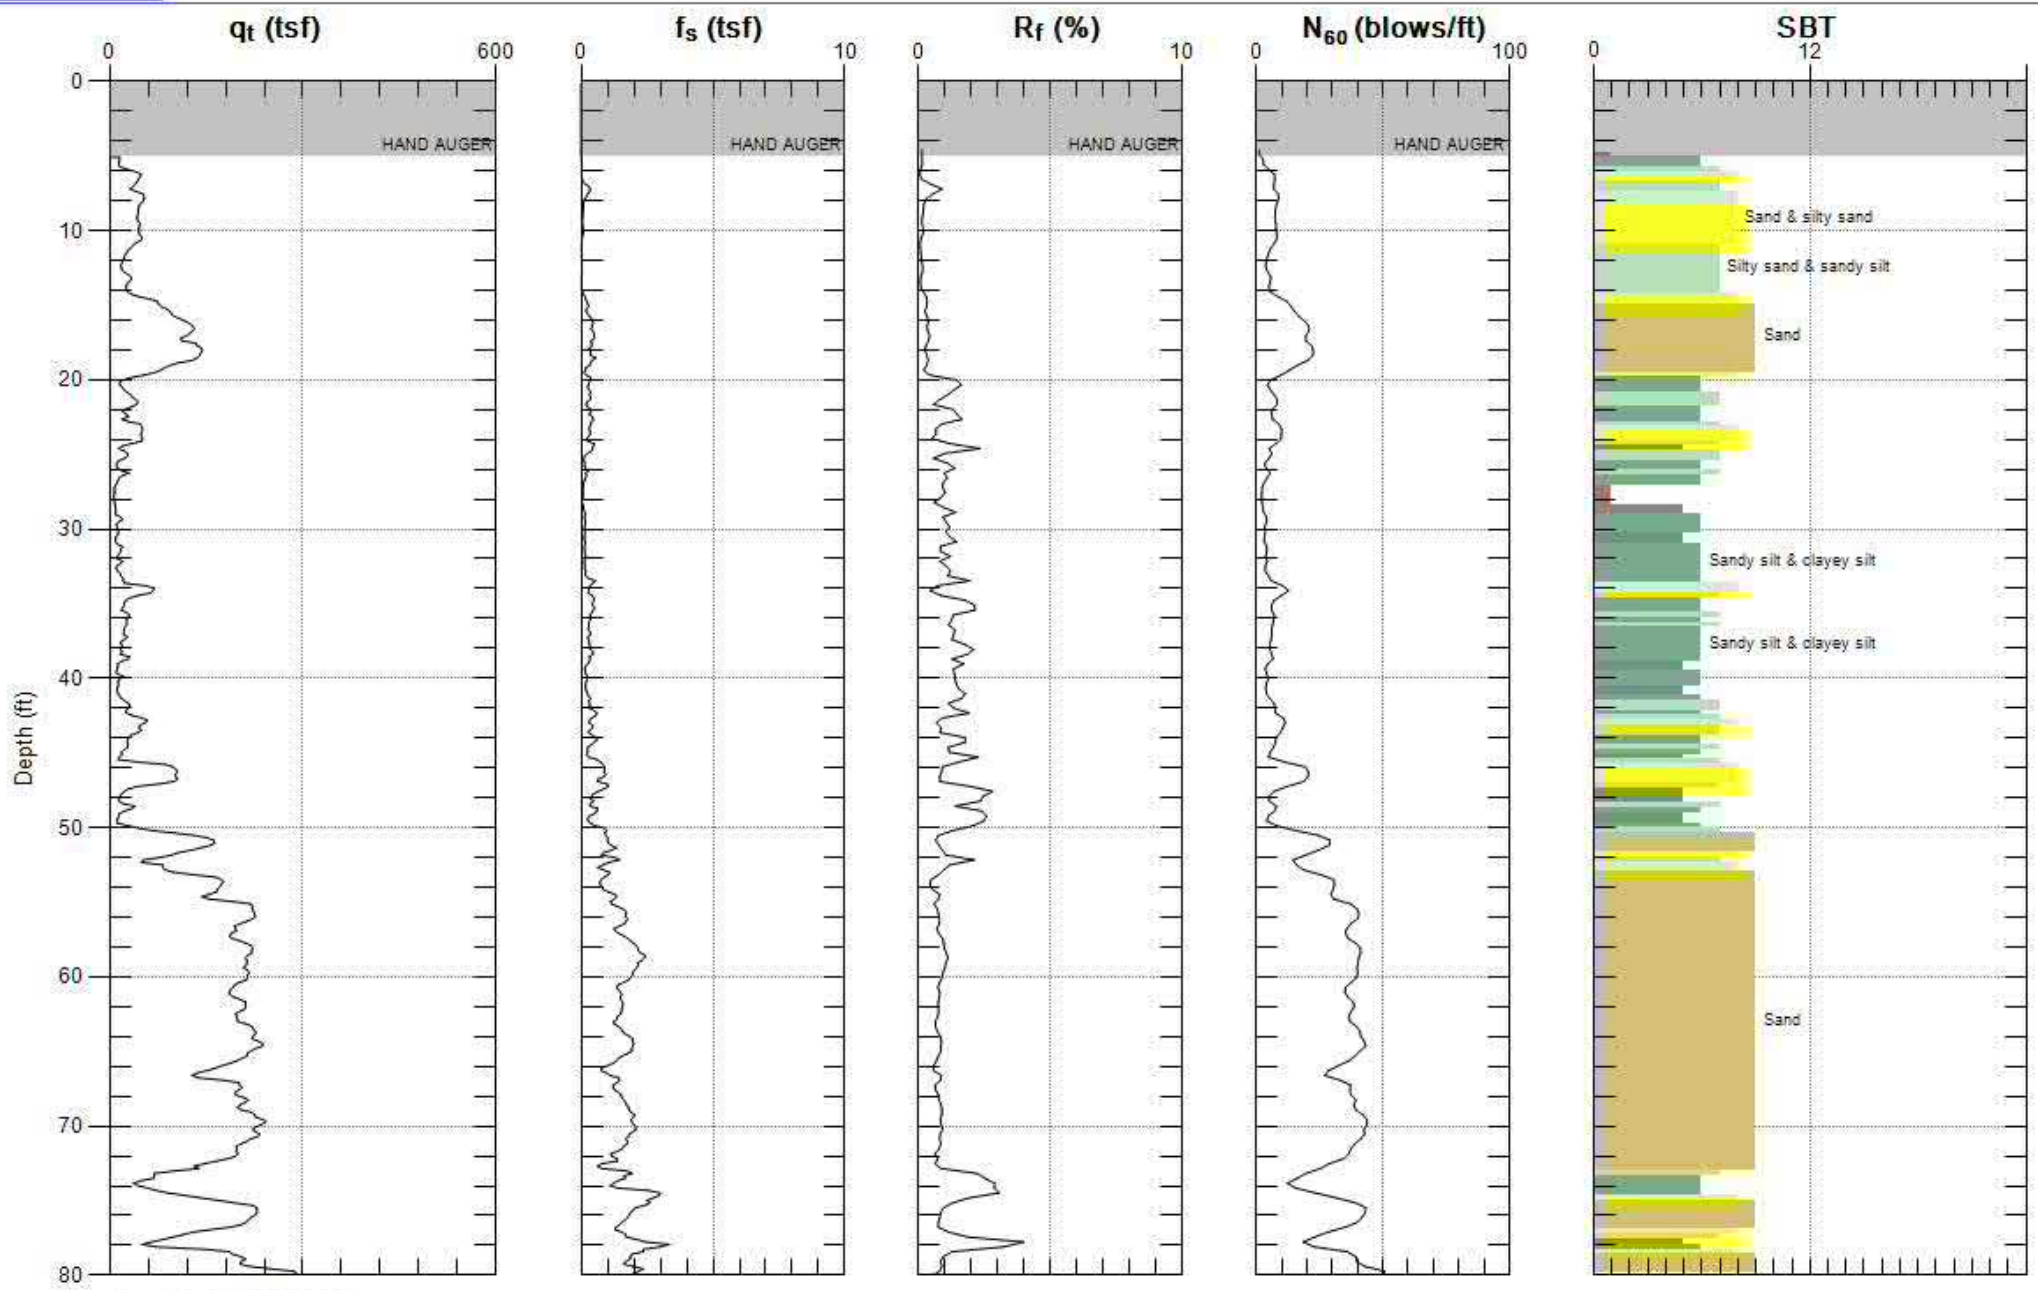 qt (tsf) fs (tsf) Rf (%) N60 (blows/ft) SBT
0 600 0 10 0 10 0 100 0 12
0
HAND AUGER HAND AUGER HAND AUGER HAND AUGER
Sand & silty sand
10
Silty sand & sandy silt
Sand
20
30
Sandy silt & clayey silt
Sandy silt & clayey silt
40
Depth (ft)
50
60
Sand
70
80